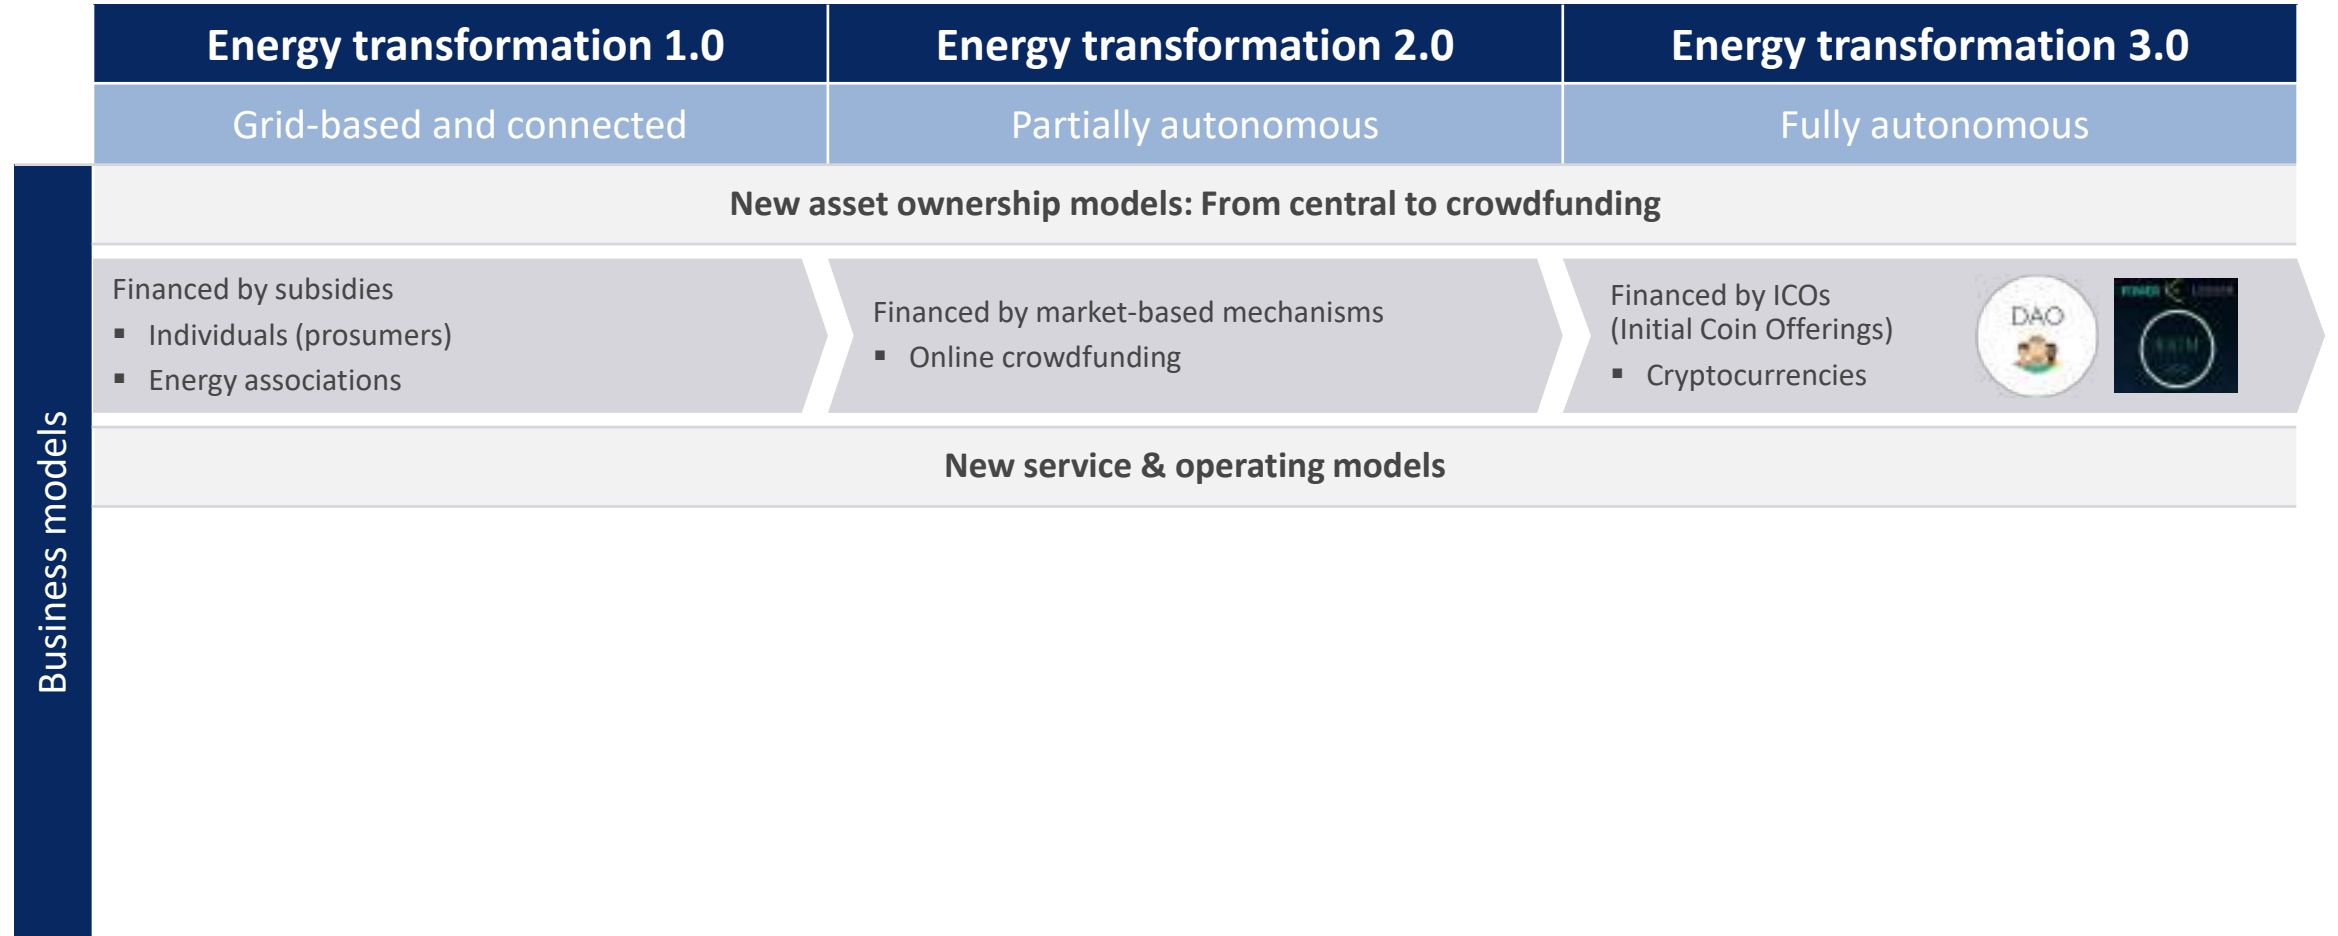 Energy transformation 1.0
Energy transformation 2.0
Energy transformation 3.0
Grid-based and connected
Partially autonomous
Fully autonomous
Business models
New asset ownership models: From central to crowdfunding
Financed by subsidies
▪ Individuals (prosumers)
▪ Energy associations
Financed by market-based mechanisms
▪ Online crowdfunding
Financed by ICOs
(Initial Coin Offerings)
▪ Cryptocurrencies
DAO
New service & operating models